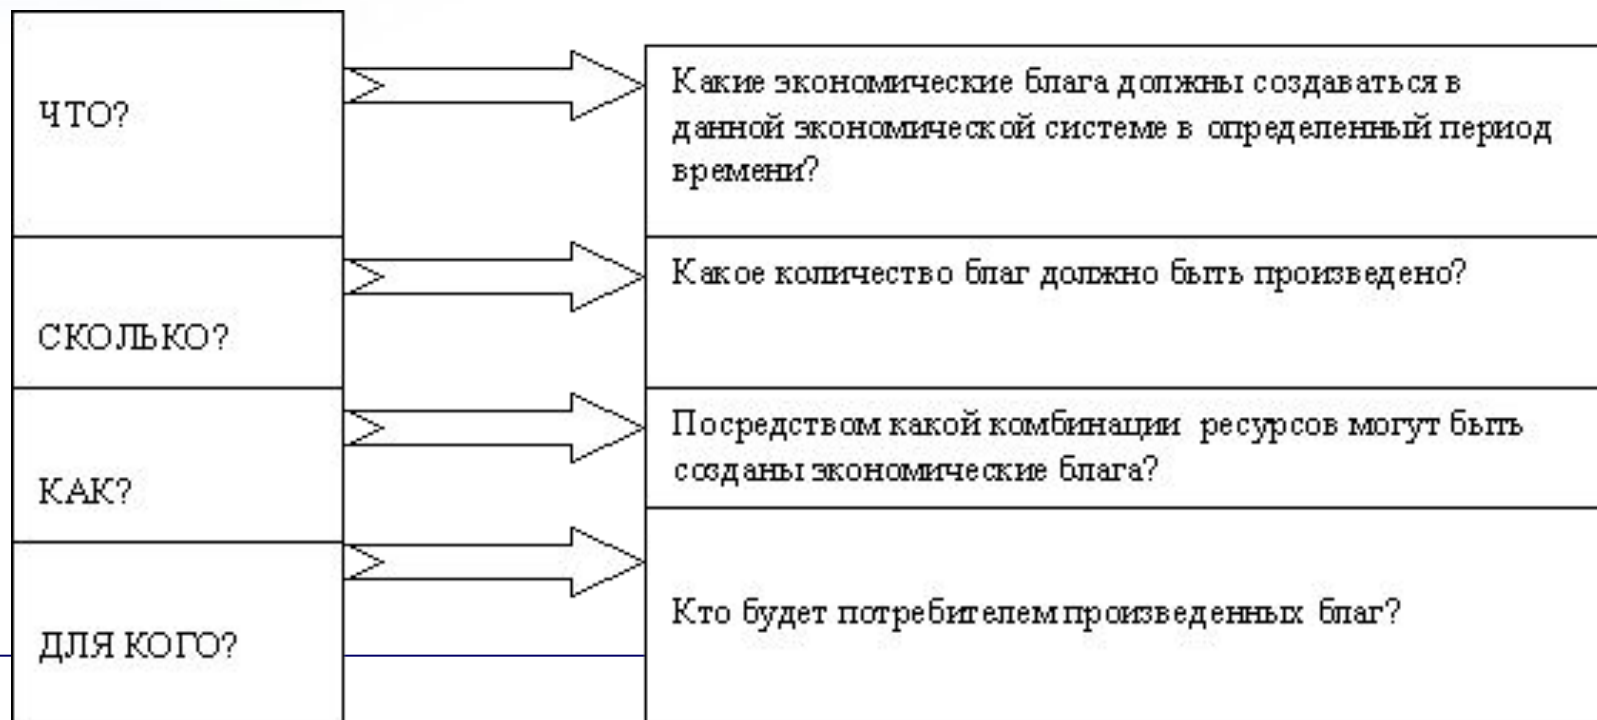 ЧТО?
Какие экономические блага должны создаваться в
данной экономической системе в определенный период
времени?
СКОЛЬКО?
Какое количество благ должно быть произведено?
КАК?
Посредством какой комбинации ресурсов могут быть
созданы экономические блага?
ДЛЯ КОГО?
Кто будет потребителем произведенных благ?